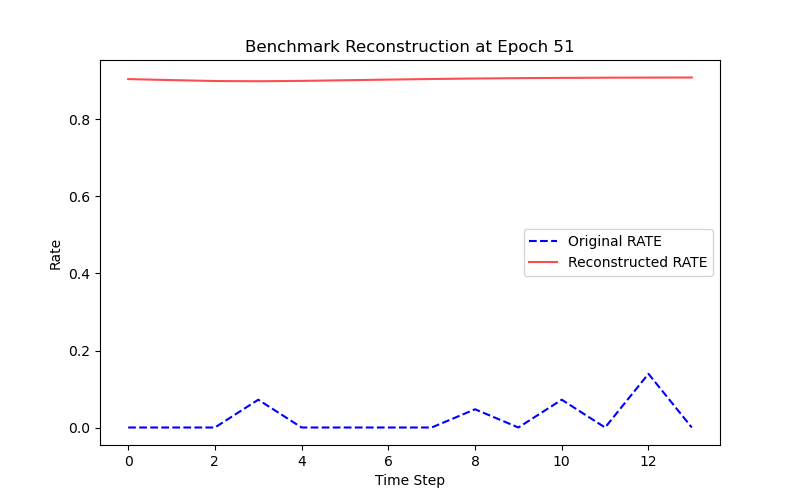 Benchmark Reconstruction at Epoch 51
Rate
0.8
0.6
0.4
0.2
0.0
Original RATE
Reconstructed RATE
0 2 4 6 8 10 12
Time Step